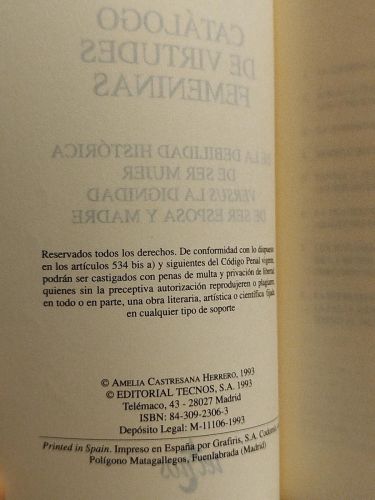 CATÁLOGO
DE VIRTUDES
FEMENINAS
DE LA DEBILIDAD HISTÓRICA
DE SER MUJER
VERSUS LA DIGNIDAD
DE SER ESPOSA Y MADRE
Reservados todos los derechos. De conformidad con lo dispuesto
en los artículos 534 bis a) y siguientes del Código Penal vigente,
podrán ser castigados con penas de multa y privación de libertad
quienes sin la preceptiva autorización reprodujeren o plagiaren,
en todo o en parte, una obra literaria, artística o científica fijada
en cualquier tipo de soporte
© AMELIA CASTRESANA HERRERO, 1993
© EDITORIAL TECNOS, S.A. 1993
Telémaco, 43 - 28027 Madrid
ISBN: 84-309-2306-3
Depósito Legal: M-11106-1993
Printed in Spain. Impreso en España por Grafiris, S.A. Codorniz,
Polígono Matagallegos, Fuenlabrada (Madrid)